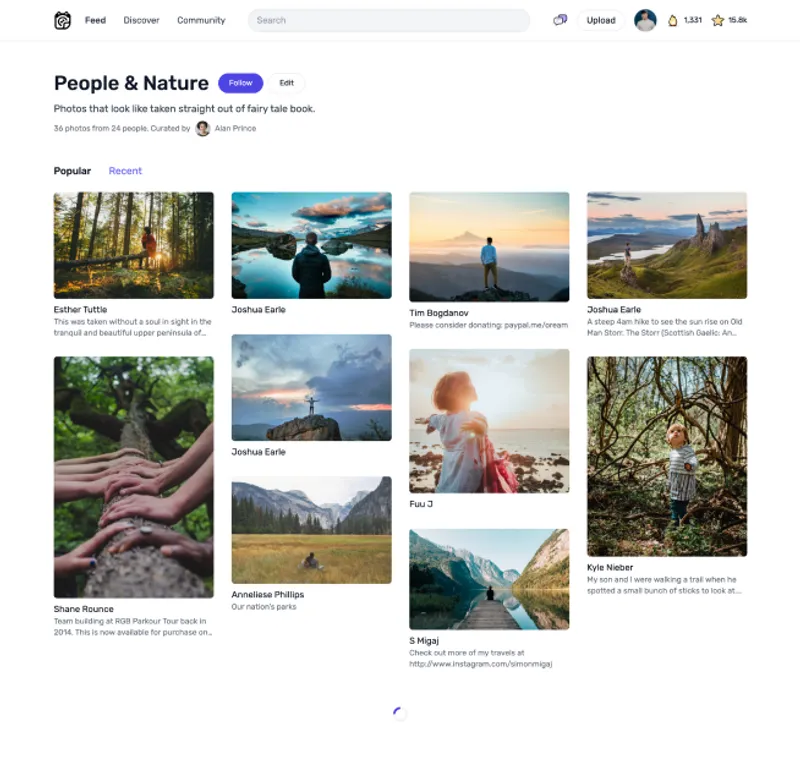 Feed
Discover
Community
Search
Upload
1,331
15.8k
People & Nature
Follow
Edit
Photos that look like taken straight out of fairy tale book.
36 photos from 24 people. Curated by
Alan Prince
Popular
Recent
Esther Tuttle
This was taken without a soul in sight in the
tranquil and beautiful upper peninsula of...
Joshua Earle
Tim Bogdanov
Please consider donating: paypal.me/oream
Joshua Earle
A steep 4am hike to see the sun rise on Old
Man Storr. The Storr (Scottish Gaelic: An...
Joshua Earle
Fuu J
Kyle Nieber
My son and I were walking a trail when he
spotted a small bunch of sticks to look at...
Anneliese Phillips
Our nation's parks
Shane Rounce
Team building at RGB Parkour Tour back in
2014. This is now available for purchase on...
S Migaj
Check out more of my travels at
http://www.instagram.com/simonmigaj